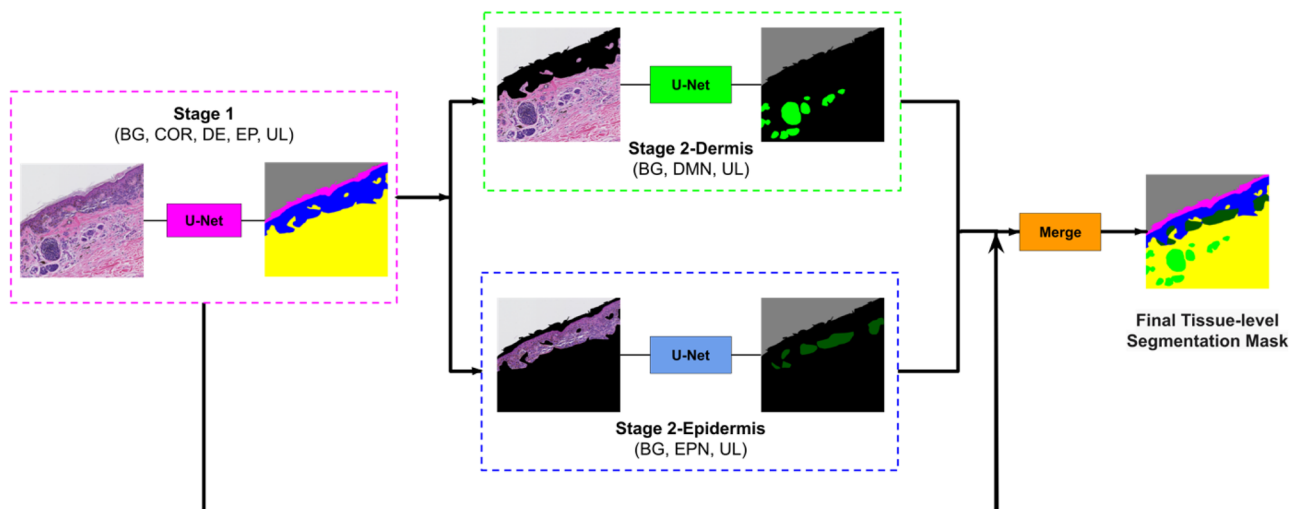 Stage 1
(BG, COR, DE, EP, UL)
U-Net
U-Net
Stage 2-Dermis
(BG, DMN, UL)
U-Net
Stage 2-Epidermis
(BG, EPN, UL)
Merge
Final Tissue-level
Segmentation Mask